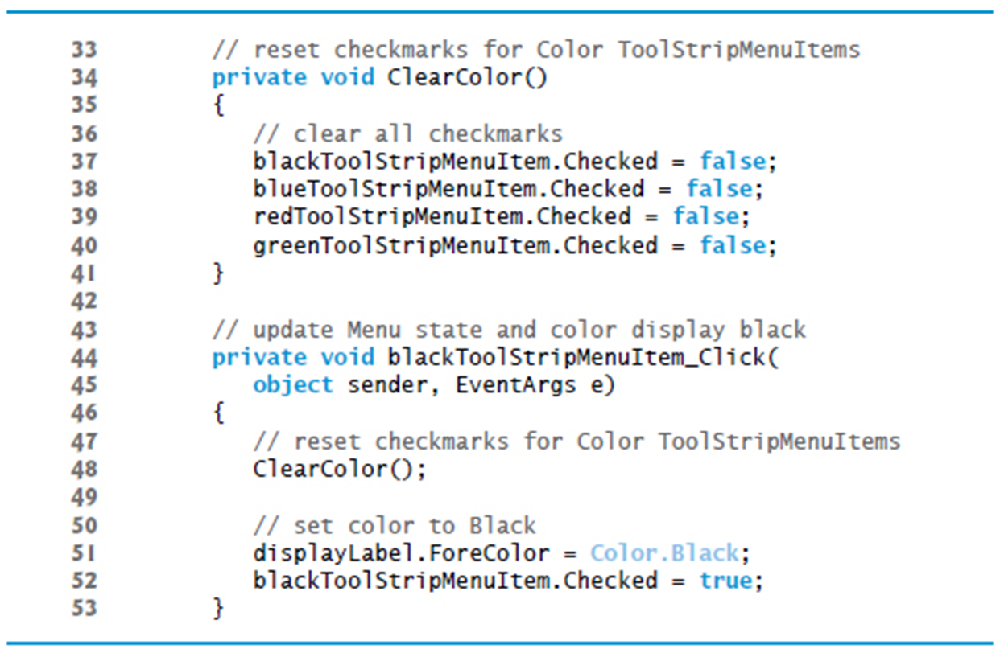 33 // reset checkmarks for Color ToolStripMenuItems
34 private void ClearColor()
35 {
36 // clear all checkmarks
37 blackToolStripMenuItem.Checked = false;
38 blueToolStripMenuItem.Checked = false;
39 redToolStripMenuItem.Checked = false;
40 greenToolStripMenuItem.Checked = false;
41 }
42
43 // update Menu state and color display black
44 private void blackToolStripMenuItem_Click(
45 object sender, EventArgs e)
46 {
47 // reset checkmarks for Color ToolStripMenuItems
48 ClearColor();
49
50 // set color to Black
51 displayLabel.ForeColor = Color.Black;
52 blackToolStripMenuItem.Checked = true;
53 }